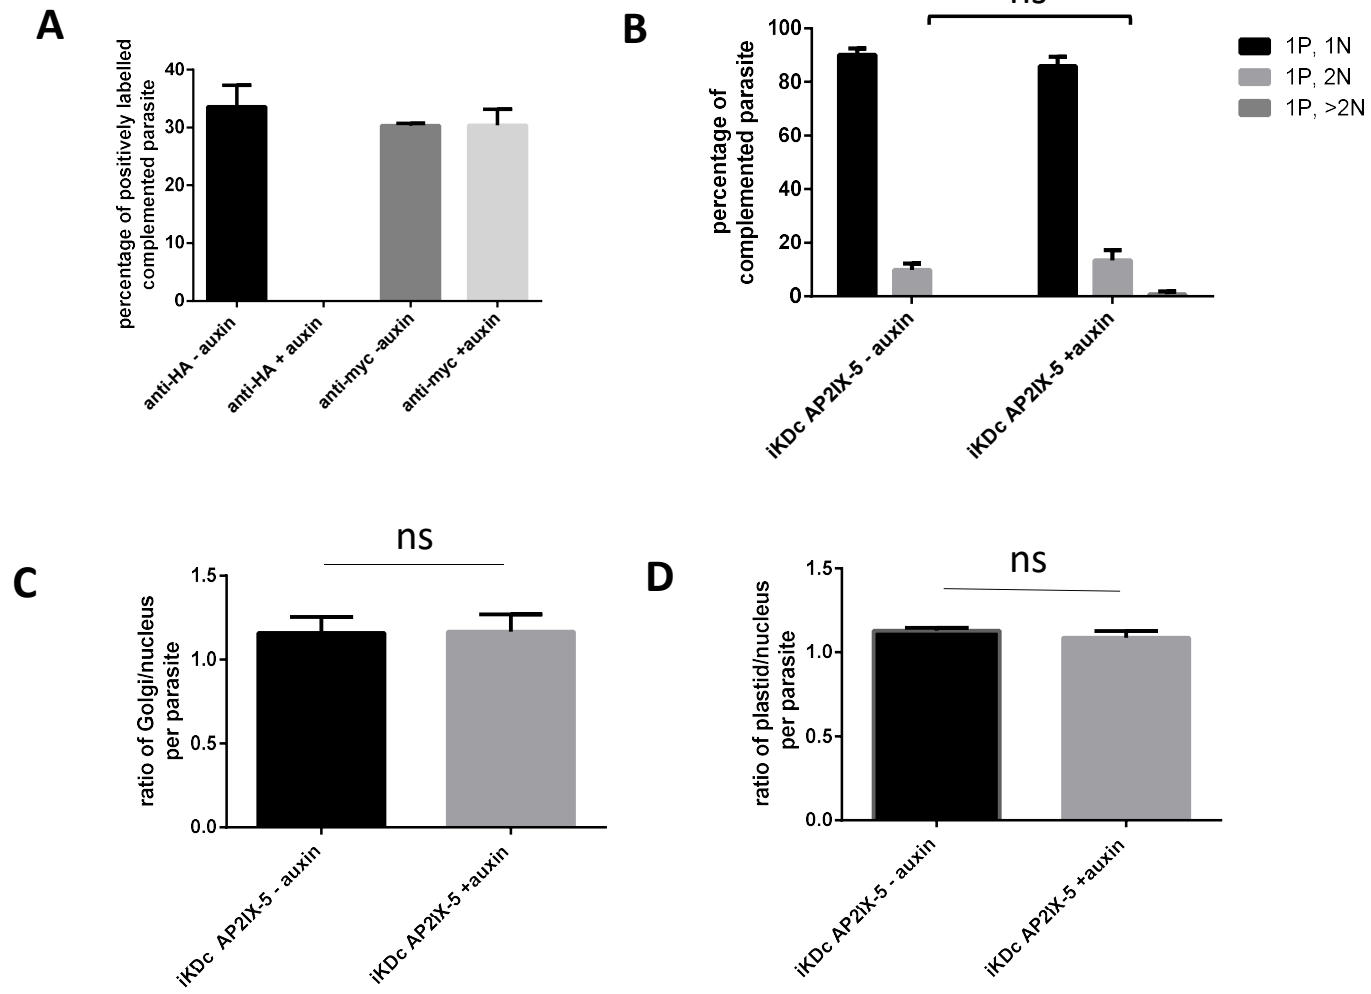 A
percentage of positively labelled
complemented parasite
40
30
20
10
0
anti-HA - auxin
anti-HA + auxin
anti-myc -auxin
anti-myc +auxin
B
ns
percentage of
complemented parasite
100
80
60
40
20
0
iKDc AP2IX-5 - auxin
iKDc AP2IX-5 +auxin
1P, 1N
1P, 2N
1P, >2N
C
ns
ratio of Golgi/nucleus
per parasite
1.5
1.0
0.5
0.0
iKDc AP2IX-5 - auxin
iKDc AP2IX-5 +auxin
D
ns
ratio of plastid/nucleus
per parasite
1.5
1.0
0.5
0.0
iKDc AP2IX-5 - auxin
iKDc AP2IX-5 +auxin